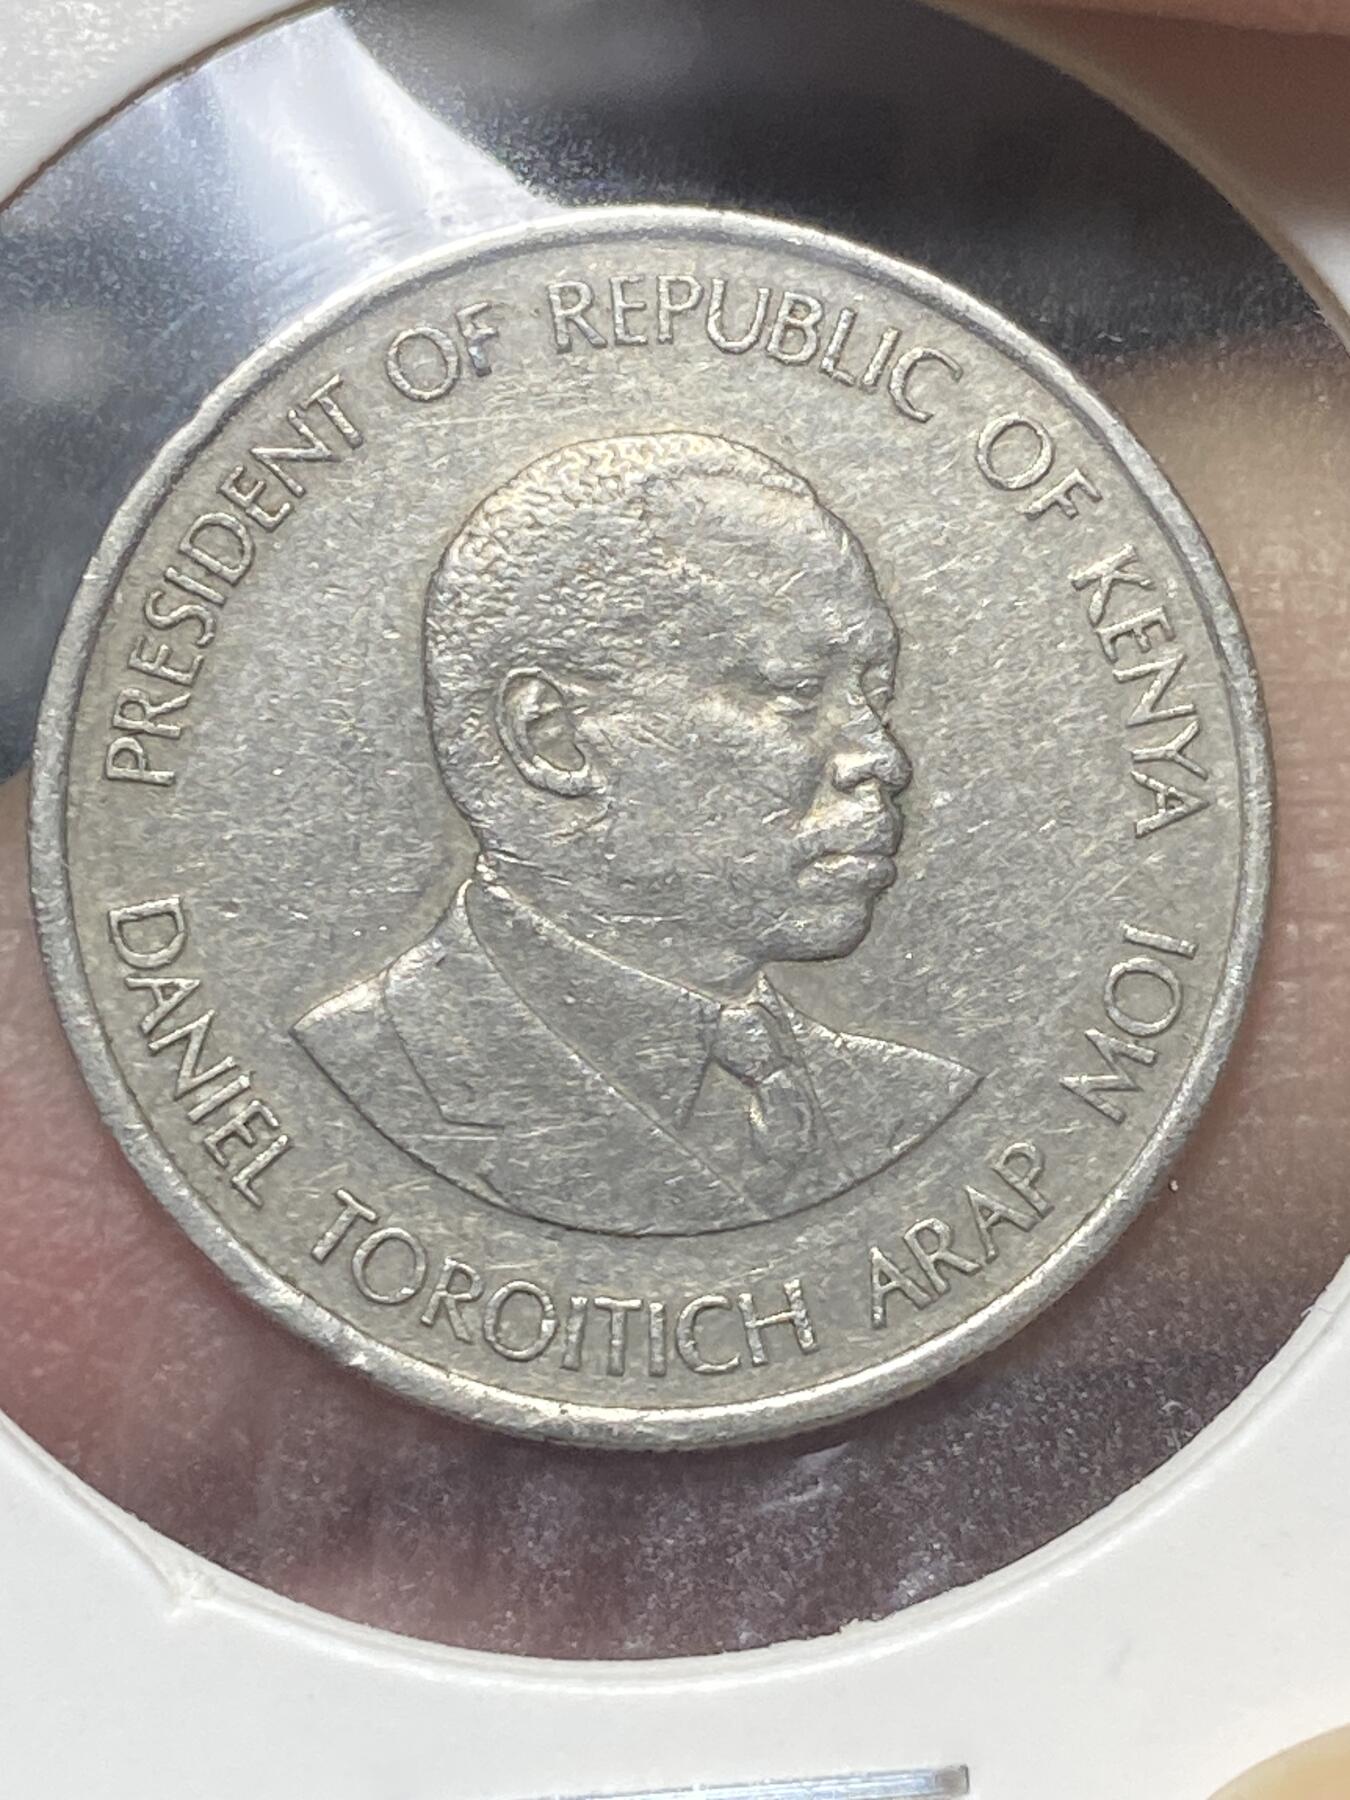 PRESIDENT OF REPUBLIC OF KENYA
DANIEL TOROITICH ARAP MOI